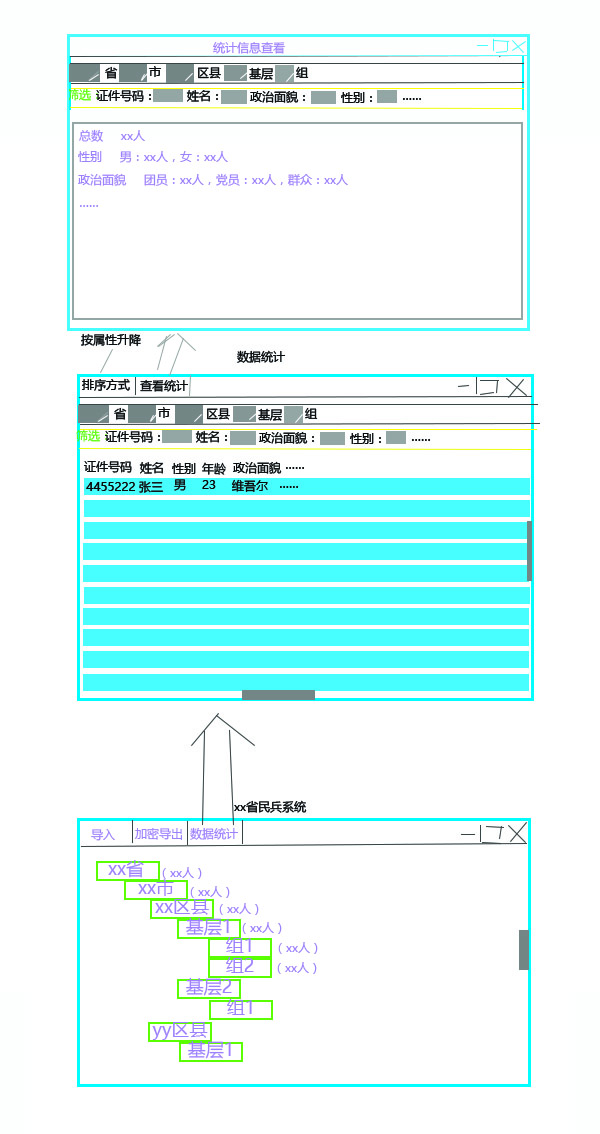 统计信息查看
省 市 区县 基层 组
筛选 证件号码： 姓名： 政治面貌： 性别： ......
总数 xx人
性别 男：xx人，女：xx人
政治面貌 团员：xx人，党员：xx人，群众：xx人
......
按属性升降
数据统计
排序方式 查看统计
省 市 区县 基层 组
筛选 证件号码： 姓名： 政治面貌： 性别： ......
证件号码 姓名 性别 年龄 政治面貌 ......
4455222 张三 男 23 维吾尔 ......
xx省民兵系统
导入 加密导出 数据统计
xx省（xx人）
xx市（xx人）
xx区县（xx人）
基层1（xx人）
组1（xx人）
组2（xx人）
基层2
组1
yy区县
基层1